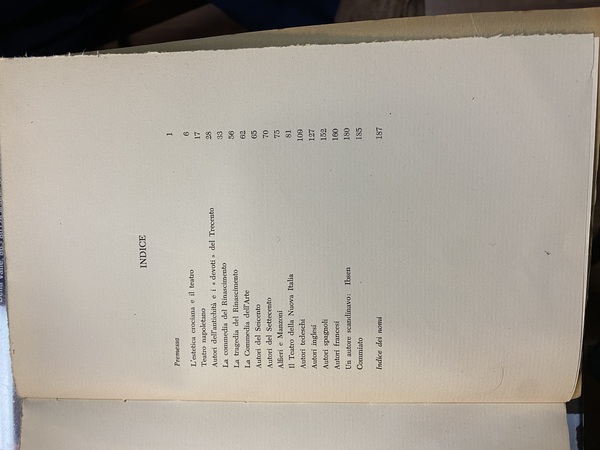 INDICE
Premessa 1
L'estetica crociana e il teatro 6
Teatro napoletano 17
Autori dell'antichità e i «devoti» del Trecento 28
La commedia del Rinascimento 33
La tragedia del Rinascimento 56
La Commedia dell'Arte 62
Autori del Seicento 65
Autori del Settecento 70
Alfieri e Manzoni 75
Il Teatro della Nuova Italia 81
Autori tedeschi 109
Autori inglesi 127
Autori spagnoli 152
Autori francesi 160
Un autore scandinavo: Ibsen 180
Commiato 185
Indice dei nomi 187